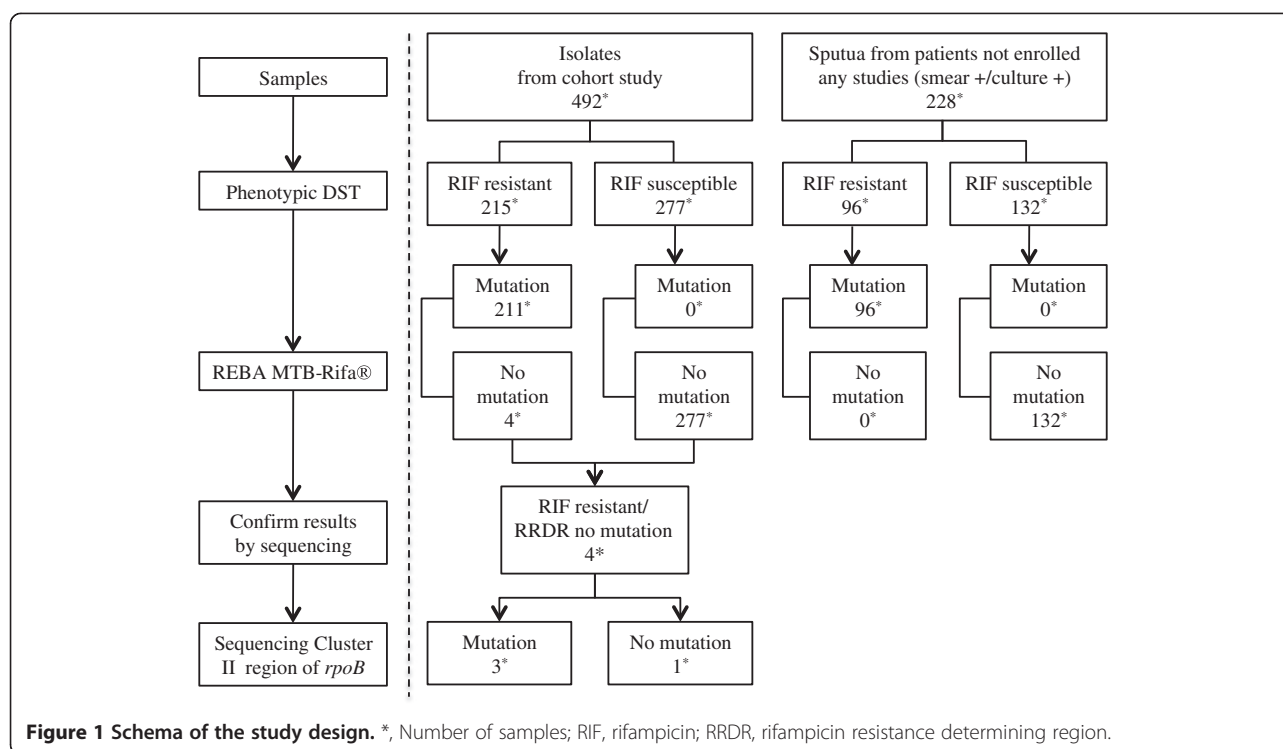 Samples
Isolates
from cohort study
492*
Sputua from patients not enrolled
any studies (smear +/culture +)
228*
Phenotypic DST
RIF resistant
215*
RIF susceptible
277*
RIF resistant
96*
RIF susceptible
132*
REBA MTB-Rifa®
Mutation
211*
Mutation
0*
Mutation
96*
Mutation
0*
No
mutation
4*
No
mutation
277*
No
mutation
0*
No
mutation
132*
Confirm results
by sequencing
RIF resistant/
RRDR no mutation
4*
Sequencing Cluster
II region of rpoB
Mutation
3*
No mutation
1*
Figure 1 Schema of the study design. *, Number of samples; RIF, rifampicin; RRDR, rifampicin resistance determining region.